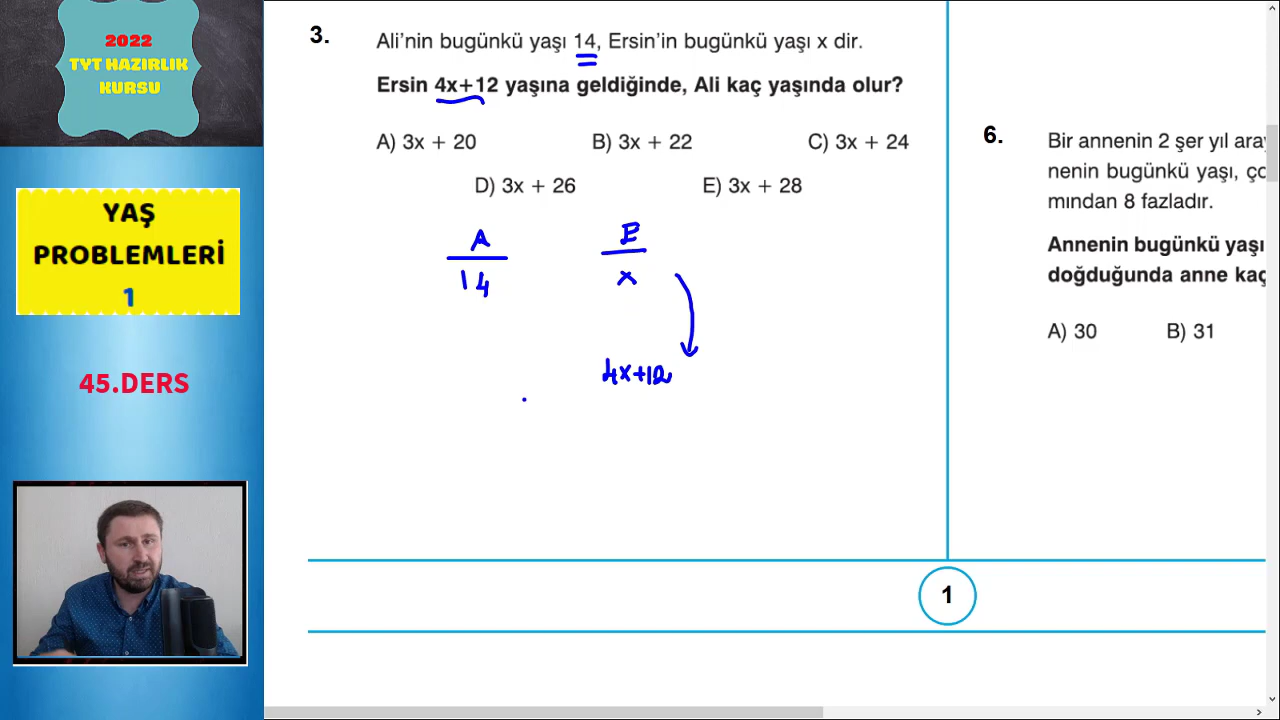 2022
TYT HAZIRLIK
KURSU
YAŞ
PROBLEMLERİ
1
45.DERS
3. Ali'nin bugünkü yaşı 14, Ersin'in bugünkü yaşı x dir.
Ersin 4x+12 yaşına geldiğinde, Ali kaç yaşında olur?
A) 3x + 20 B) 3x + 22 C) 3x + 24
D) 3x + 26 E) 3x + 28
A E
14 x
4x+12
1
6. Bir annenin 2 şer yıl
nenin bugünkü yaşı,
mından 8 fazladır.
Annenin bugünkü yaşı
doğduğunda anne
A) 30 B) 31